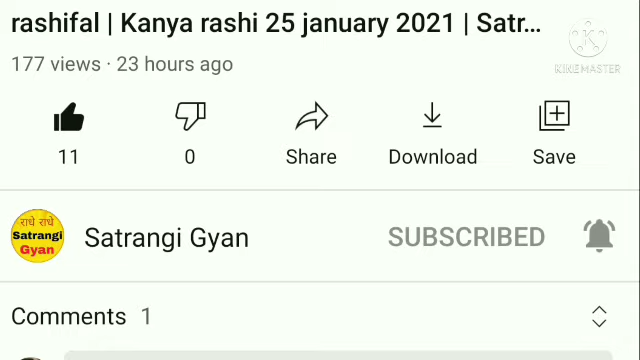 rashifal | Kanya rashi 25 january 2021 | Satr...
KINEMASTER
177 views · 23 hours ago
11
0
Share
Download
Save
राधे राधे
Satrangi
Gyan
Satrangi Gyan
SUBSCRIBED
Comments 1